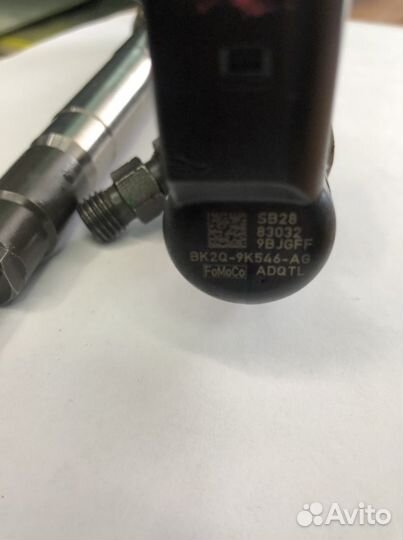 SB28
83032
9BJGFF
BK2Q-9K546-AG
FoMoCo ADQTL
Avito